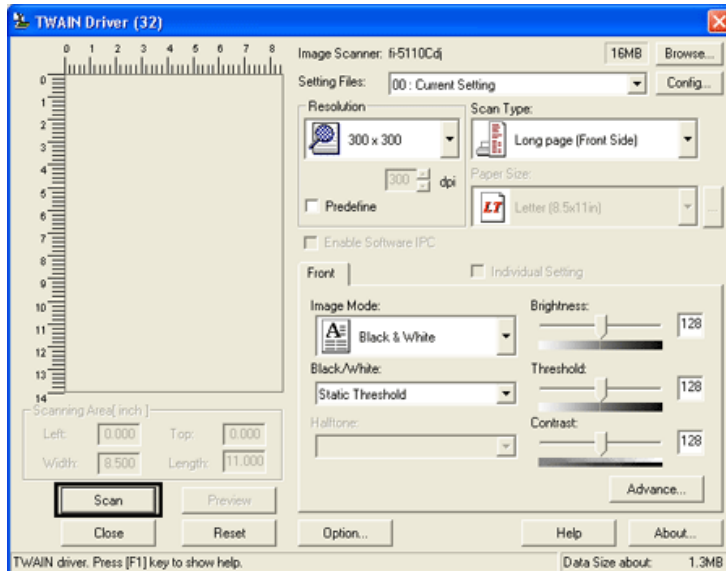 TWAIN Driver (32)
0 1 2 3 4 5 6 7 8
0
1
2
3
4
5
6
7
8
9
10
11
12
13
14
Image Scanner: fi-5110Cdj
16MB
Browse...
Setting Files:
00 : Current Setting
Config...
Resolution
300 x 300
300
dpi
Predefine
Scan Type:
Long page (Front Side)
Paper Size:
LT
Letter (8.5x11in)
...
Enable Software IPC
Front
Individual Setting
Image Mode:
A
Black & White
Black/White:
Static Threshold
Halftone:
Brightness:
128
Threshold:
128
Contrast:
128
Advance...
Scanning Area[ inch ]
Left: 0.000 Top: 0.000
Width: 8.500 Length: 11.000
Scan
Preview
Close
Reset
Option...
Help
About...
TWAIN driver. Press [F1] key to show help.
Data Size about: 1.3MB